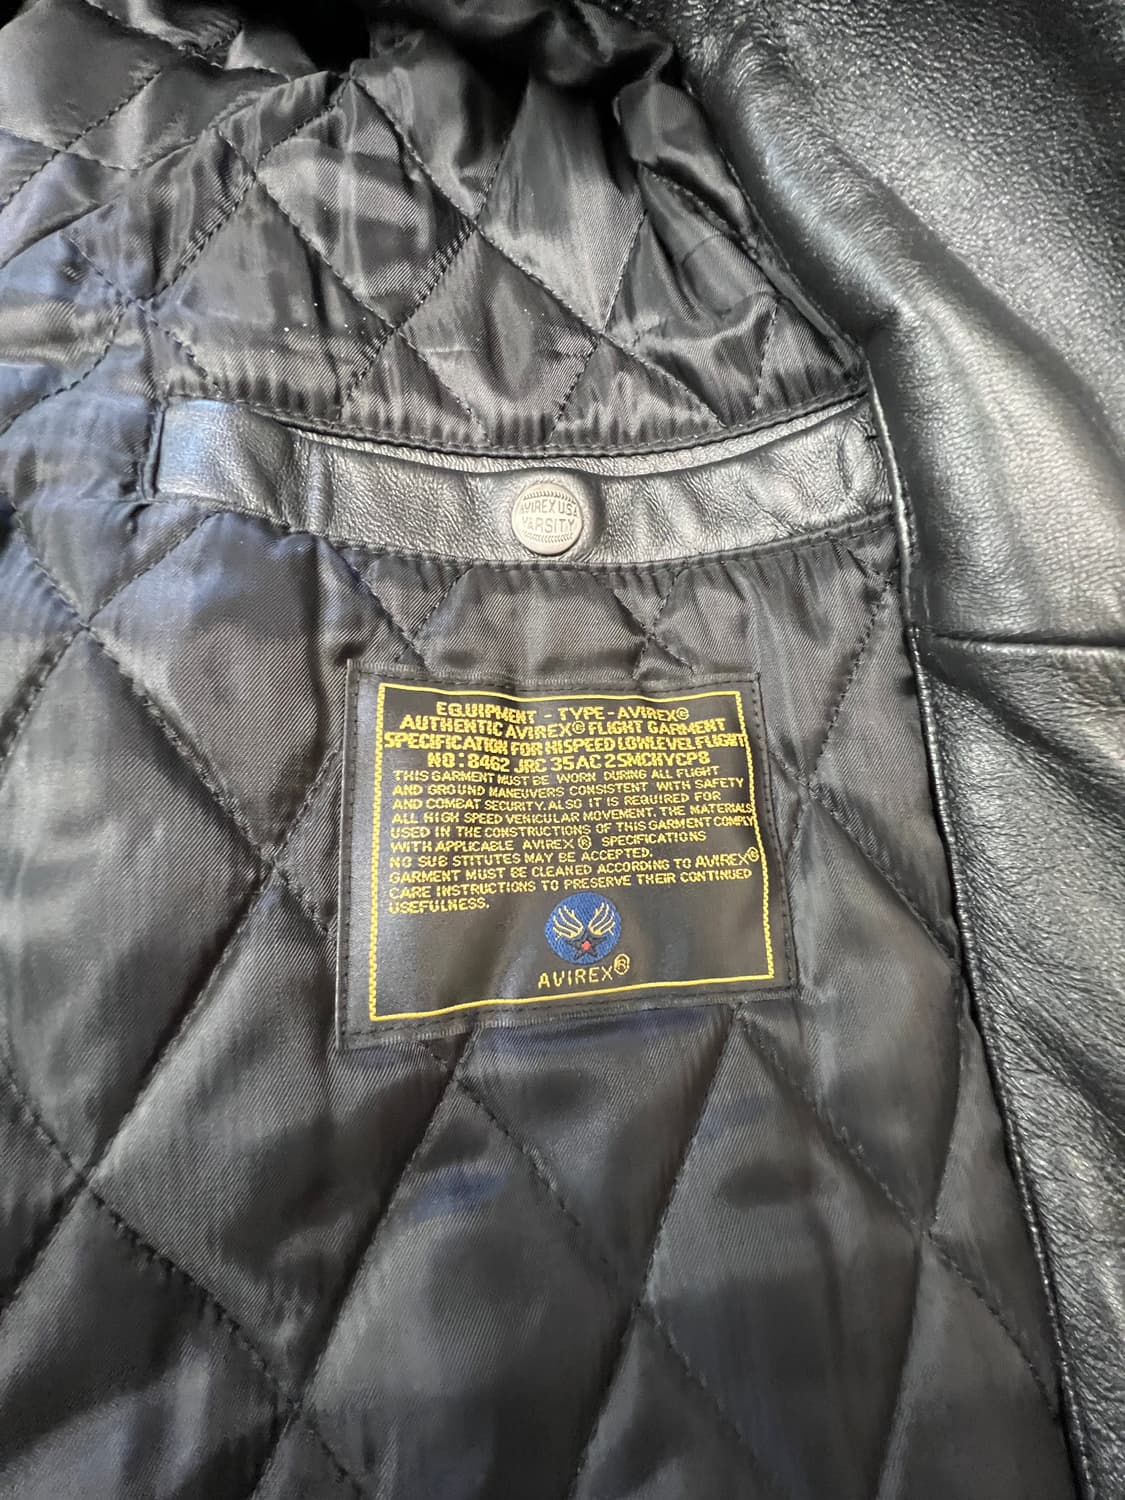 AVIREX U.S.A
VARSITY
EQUIPMENT - TYPE - AVIREX®
AUTHENTIC AVIREX® FLIGHT GARMENT
SPECIFICATION FOR HISPEED LOWLEVEL FLIGHT
NO: 8462 JRC 35AC 2SMCHYCP8
THIS GARMENT MUST BE WORN DURING ALL FLIGHT
AND GROUND MANEUVERS CONSISTENT WITH SAFETY
AND COMBAT SECURITY. ALSO IT IS REQUIRED FOR
ALL HIGH SPEED VEHICULAR MOVEMENT. THE MATERIALS
USED IN THE CONSTRUCTIONS OF THIS GARMENT COMPLY
WITH APPLICABLE AVIREX ® SPECIFICATIONS
NO SUB STITUTES MAY BE ACCEPTED.
GARMENT MUST BE CLEANED ACCORDING TO AVIREX®
CARE INSTRUCTIONS TO PRESERVE THEIR CONTINUED
USEFULNESS.
AVIREX®